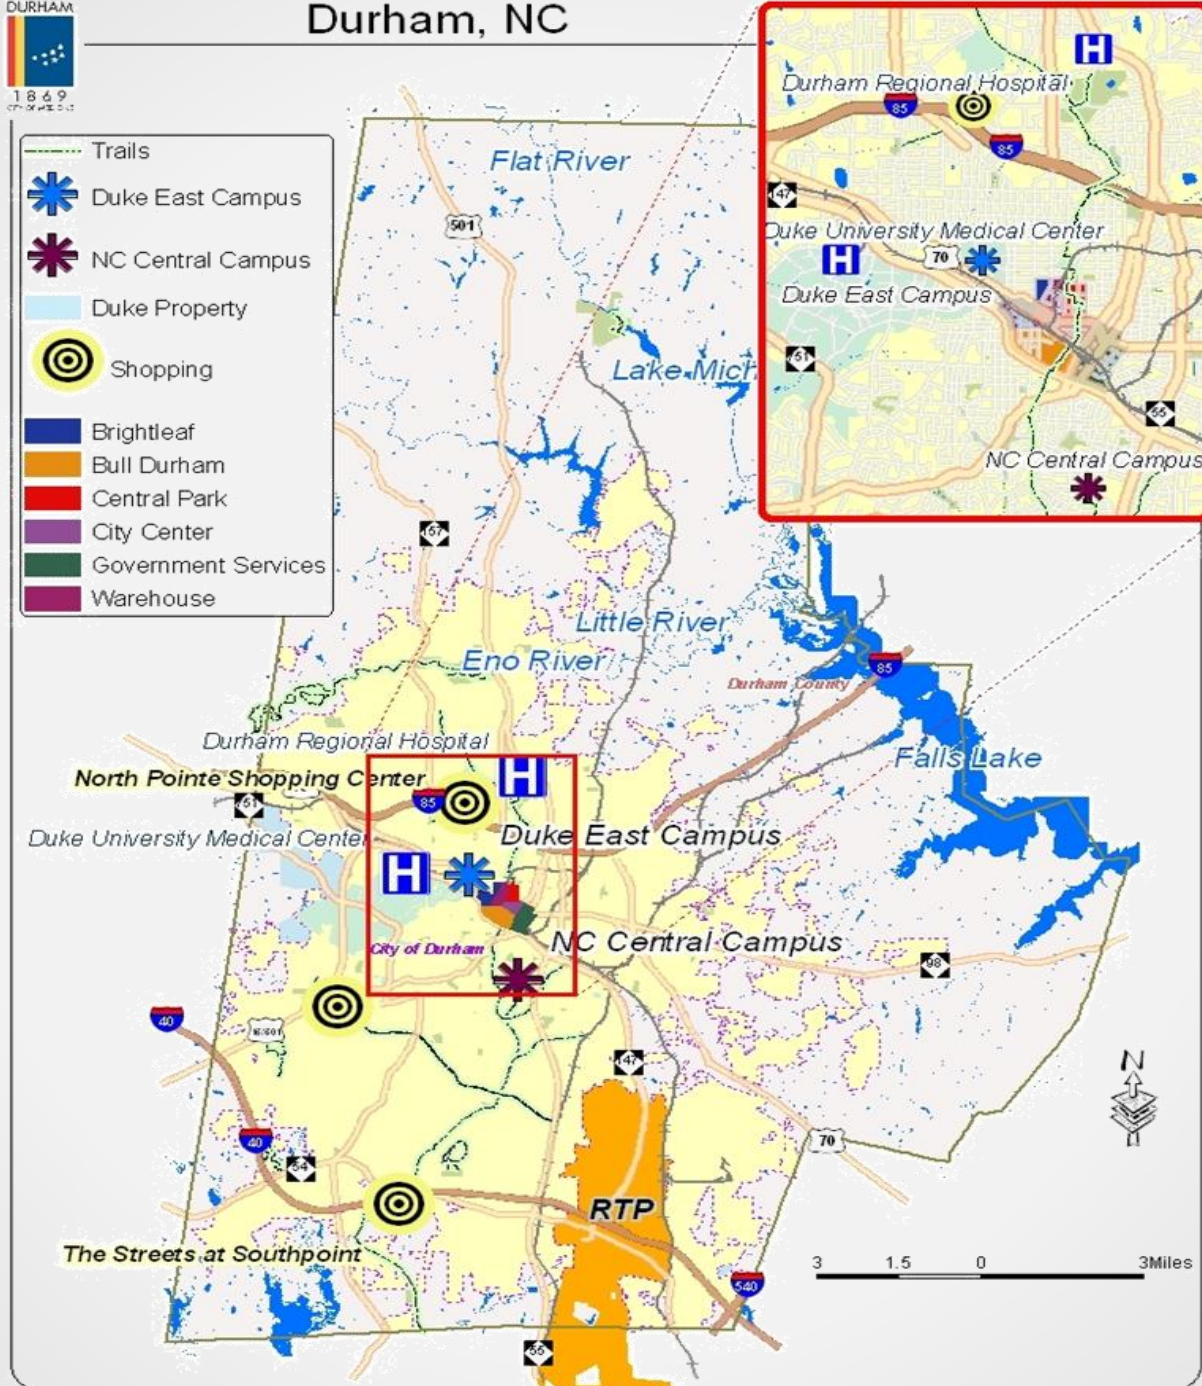 DURHAM
1869
Durham, NC
Trails
Duke East Campus
NC Central Campus
Duke Property
Shopping
Brightleaf
Bull Durham
Central Park
City Center
Government Services
Warehouse
Durham Regional Hospital
85
85
147
Duke University Medical Center
70
Duke East Campus
751
55
NC Central Campus
Flat River
501
Lake Mich
157
Little River
Eno River
Durham County
85
Falls Lake
Durham Regional Hospital
North Pointe Shopping Center
85
751
Duke University Medical Center
Duke East Campus
City of Durham
NC Central Campus
98
40
15/501
147
N
40
54
70
RTP
The Streets at Southpoint
3 1.5 0 3Miles
540
55